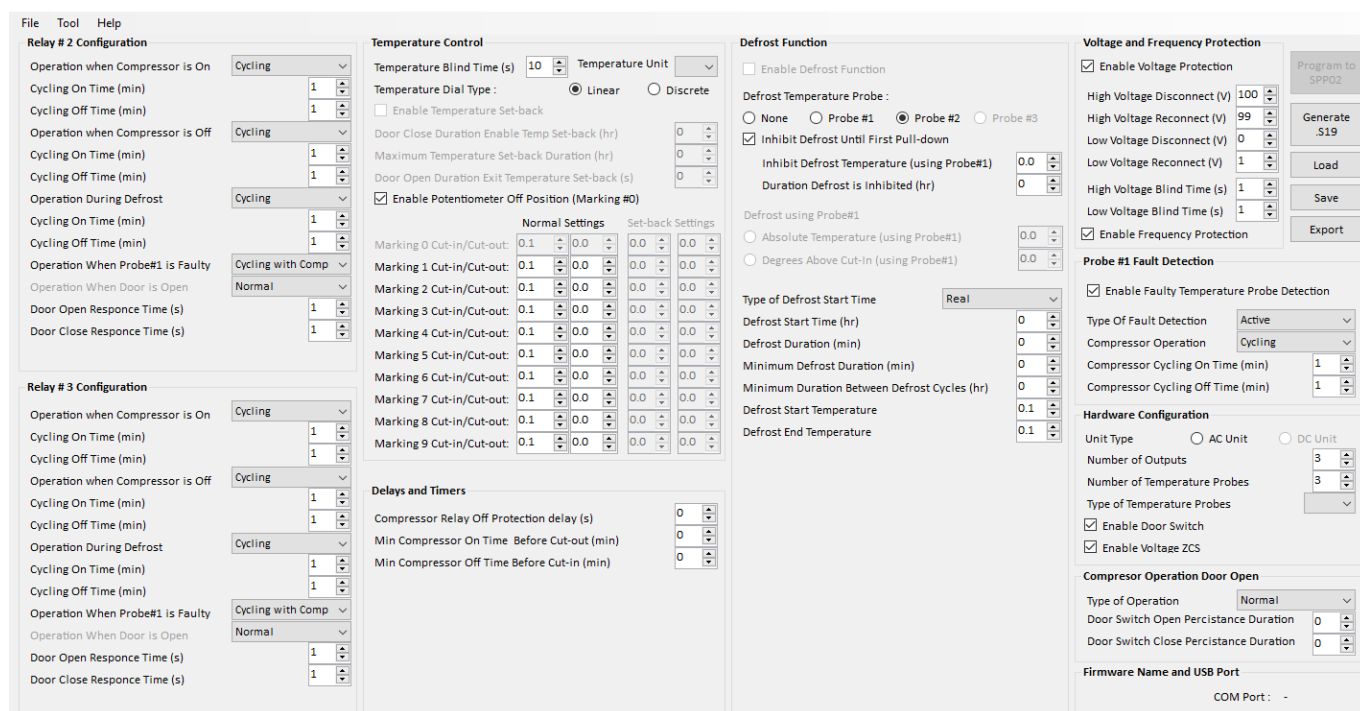 File Tool Help
Relay # 2 Configuration
Operation when Compressor is On Cycling
Cycling On Time (min) 1
Cycling Off Time (min) 1
Operation when Compressor is Off Cycling
Cycling On Time (min) 1
Cycling Off Time (min) 1
Operation During Defrost Cycling
Cycling On Time (min) 1
Cycling Off Time (min) 1
Operation When Probe#1 is Faulty Cycling with Comp
Operation When Door is Open Normal
Door Open Responce Time (s) 1
Door Close Responce Time (s) 1
Relay # 3 Configuration
Operation when Compressor is On Cycling
Cycling On Time (min) 1
Cycling Off Time (min) 1
Operation when Compressor is Off Cycling
Cycling On Time (min) 1
Cycling Off Time (min) 1
Operation During Defrost Cycling
Cycling On Time (min) 1
Cycling Off Time (min) 1
Operation When Probe#1 is Faulty Cycling with Comp
Operation When Door is Open Normal
Door Open Responce Time (s) 1
Door Close Responce Time (s) 1
Temperature Control
Temperature Blind Time (s) 10 Temperature Unit
Temperature Dial Type : Linear Discrete
Enable Temperature Set-back
Door Close Duration Enable Temp Set-back (hr) 0
Maximum Temperature Set-back Duration (hr) 0
Door Open Duration Exit Temperature Set-back (s) 0
Enable Potentiometer Off Position (Marking #0)
Normal Settings Set-back Settings
Marking 0 Cut-in/Cut-out: 0.1 0.0 0.0 0.0
Marking 1 Cut-in/Cut-out: 0.1 0.0 0.0 0.0
Marking 2 Cut-in/Cut-out: 0.1 0.0 0.0 0.0
Marking 3 Cut-in/Cut-out: 0.1 0.0 0.0 0.0
Marking 4 Cut-in/Cut-out: 0.1 0.0 0.0 0.0
Marking 5 Cut-in/Cut-out: 0.1 0.0 0.0 0.0
Marking 6 Cut-in/Cut-out: 0.1 0.0 0.0 0.0
Marking 7 Cut-in/Cut-out: 0.1 0.0 0.0 0.0
Marking 8 Cut-in/Cut-out: 0.1 0.0 0.0 0.0
Marking 9 Cut-in/Cut-out: 0.1 0.0 0.0 0.0
Delays and Timers
Compressor Relay Off Protection delay (s) 0
Min Compressor On Time Before Cut-out (min) 0
Min Compressor Off Time Before Cut-in (min) 0
Defrost Function
Enable Defrost Function
Defrost Temperature Probe :
None Probe #1 Probe #2 Probe #3
Inhibit Defrost Until First Pull-down
Inhibit Defrost Temperature (using Probe#1) 0.0
Duration Defrost is Inhibited (hr) 0
Defrost using Probe#1
Absolute Temperature (using Probe#1) 0.0
Degrees Above Cut-In (using Probe#1) 0.0
Type of Defrost Start Time Real
Defrost Start Time (hr) 0
Defrost Duration (min) 0
Minimum Defrost Duration (min) 0
Minimum Duration Between Defrost Cycles (hr) 0
Defrost Start Temperature 0.1
Defrost End Temperature 0.1
Voltage and Frequency Protection
Enable Voltage Protection
High Voltage Disconnect (V) 100
High Voltage Reconnect (V) 99
Low Voltage Disconnect (V) 0
Low Voltage Reconnect (V) 1
High Voltage Blind Time (s) 1
Low Voltage Blind Time (s) 1
Enable Frequency Protection
Program to
SPP02
Generate
.S19
Load
Save
Export
Probe #1 Fault Detection
Enable Faulty Temperature Probe Detection
Type Of Fault Detection Active
Compressor Operation Cycling
Compressor Cycling On Time (min) 1
Compressor Cycling Off Time (min) 1
Hardware Configuration
Unit Type AC Unit DC Unit
Number of Outputs 3
Number of Temperature Probes 3
Type of Temperature Probes
Enable Door Switch
Enable Voltage ZCS
Compresor Operation Door Open
Type of Operation Normal
Door Switch Open Percistance Duration 0
Door Switch Close Percistance Duration 0
Firmware Name and USB Port
COM Port : -